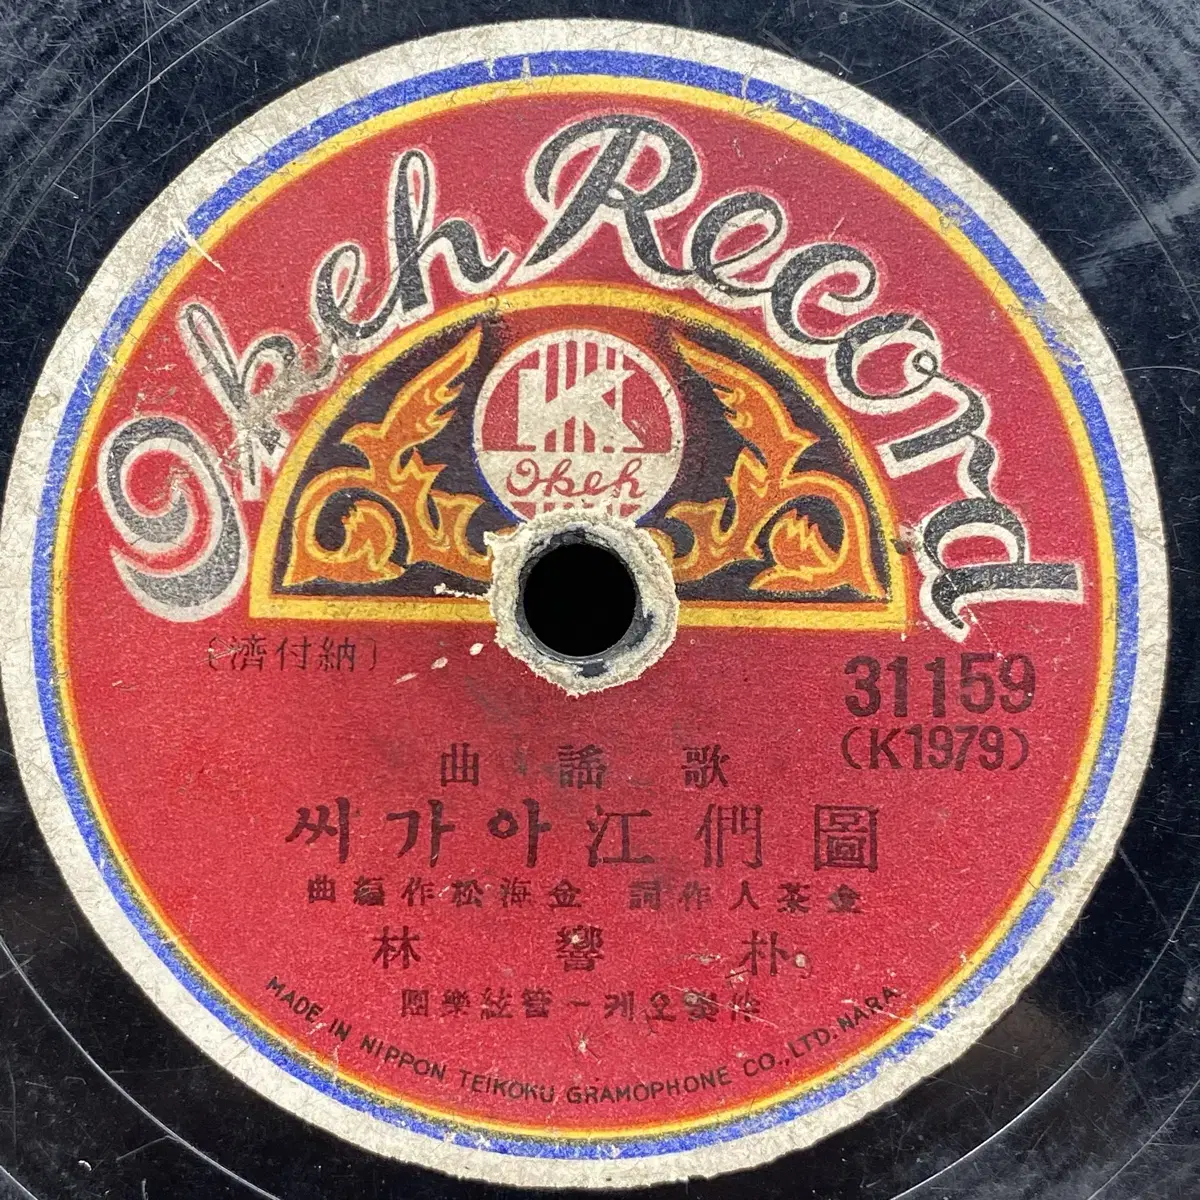 Okeh Record
K
Okeh
(納付濟)
31159
(K1979)
歌謠曲
圖們江아가씨
金茶人作詞 金海松作編曲
朴響林
伴奏오케ー管絃樂團
MADE IN NIPPON TEIKOKU GRAMOPHONE CO., LTD. NARA